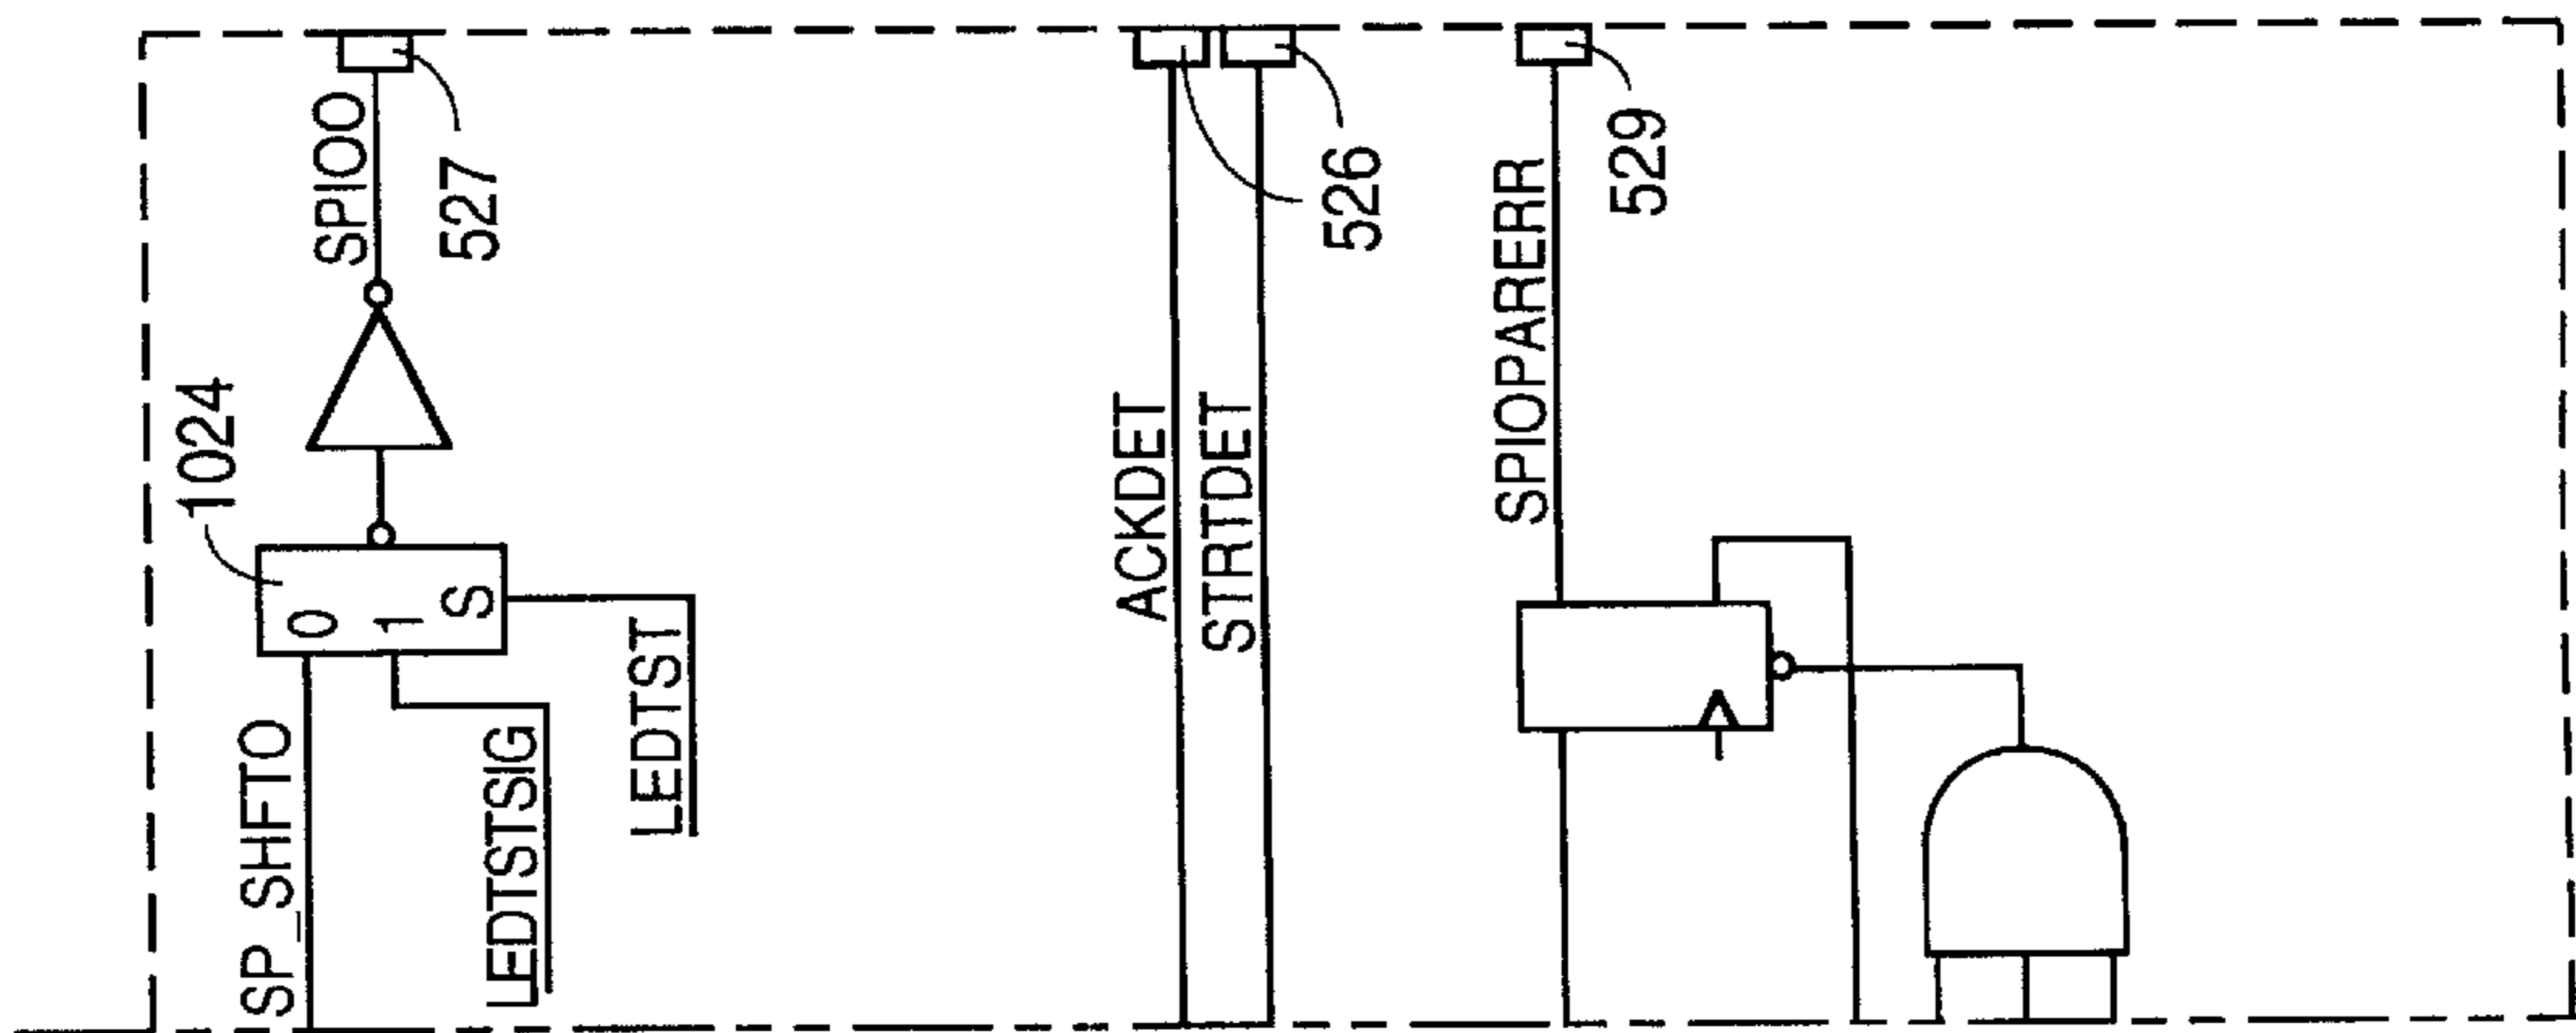 SPIOO
527
1024
0
1
S
SP_SHFTO
LEDTSTSIG
LEDTST
ACKDET
STRTDET
526
SPIOPARERR
529